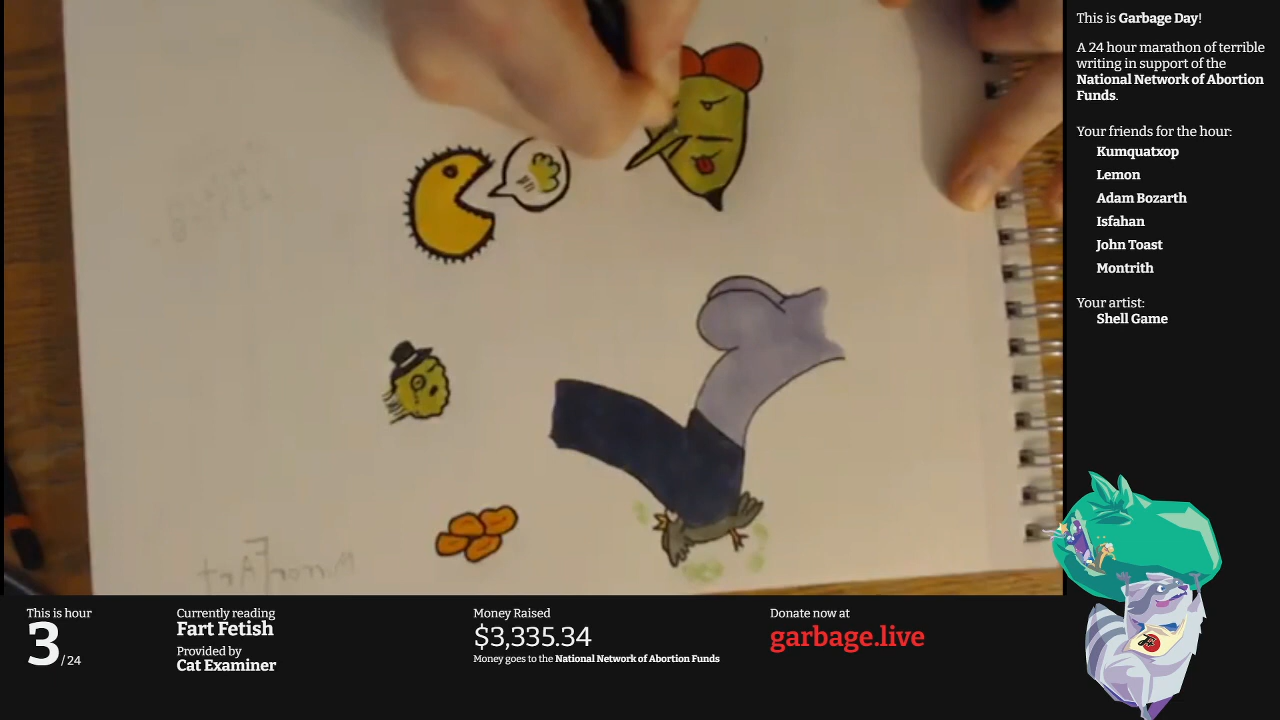 This is Garbage Day!
A 24 hour marathon of terrible
writing in support of the
National Network of Abortion
Funds.
Your friends for the hour:
Kumquatxop
Lemon
Adam Bozarth
Isfahan
John Toast
Montrith
Your artist:
Shell Game
This is hour
3/24
Currently reading
Fart Fetish
Provided by
Cat Examiner
Money Raised
$3,335.34
Money goes to the National Network of Abortion Funds
Donate now at
garbage.live